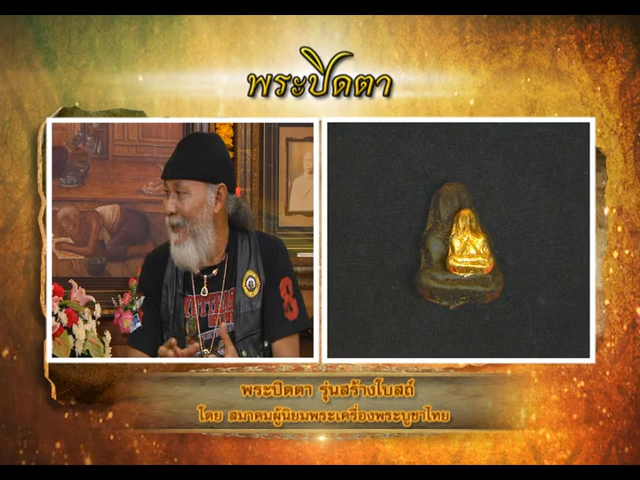 พระปิดตา
8
พระปิดตา รุ่นสร้างโบสถ์
โดย สมาคมผู้นิยมพระเครื่องพระบูชาไทย